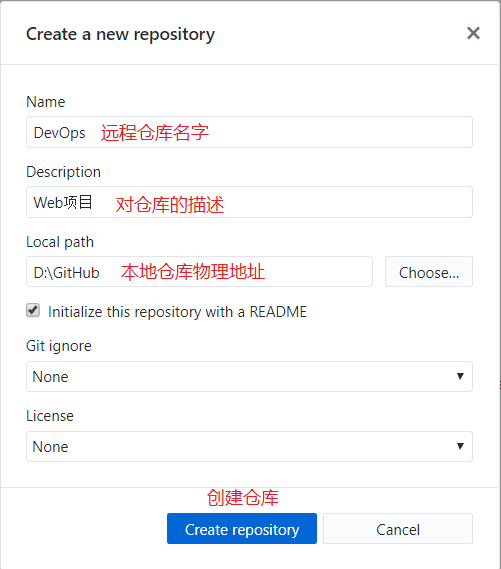 Create a new repository
Name
DevOps 远程仓库名字
Description
Web项目 对仓库的描述
Local path
D:\GitHub 本地仓库物理地址 Choose...
Initialize this repository with a README
Git ignore
None
License
None
创建仓库
Create repository Cancel